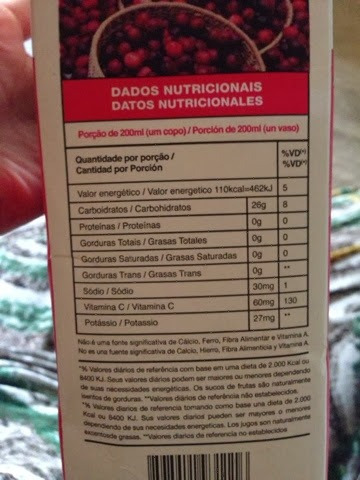 DADOS NUTRICIONAIS
DATOS NUTRICIONALES
Porção de 200ml (um copo) / Porción de 200ml (un vaso)
Quantidade por porção / %VD(*)
Cantidad por Porción %VD(*)
Valor energético / Valor energetico 110kcal=462kJ 5
Carboidratos / Carbohidratos 26g 8
Proteínas / Proteínas 0g 0
Gorduras Totais / Grasas Totales 0g 0
Gorduras Saturadas / Grasas Saturadas 0g 0
Gorduras Trans / Grasas Trans 0g **
Sódio / Sódio 30mg 1
Vitamina C / Vitamina C 60mg 130
Potássio / Potassio 27mg **
Não é uma fonte significativa de Cálcio, Ferro, Fibra Alimentar e Vitamina A.
No es una fuente significativa de Calcio, Hierro, Fibra Alimenticia y Vitamina A.
*% Valores diários de referência com base em uma dieta de 2.000 Kcal ou
8400 KJ. Seus valores diários podem ser maiores ou menores dependendo
de suas necessidades energéticas. Os sucos de frutas são naturalmente
isentos de gorduras. **Valores diários de referência não estabelecidos.
*% Valores diarios de referencia tomando como base una dieta de 2.000
Kcal ou 8400 KJ. Sus valores diarios pueden ser mayores o menores
dependiendo de sus necesidades energeticas. Los jugos son naturalmente
excentoda grasas. **Valores diarios de referencia no establecidos